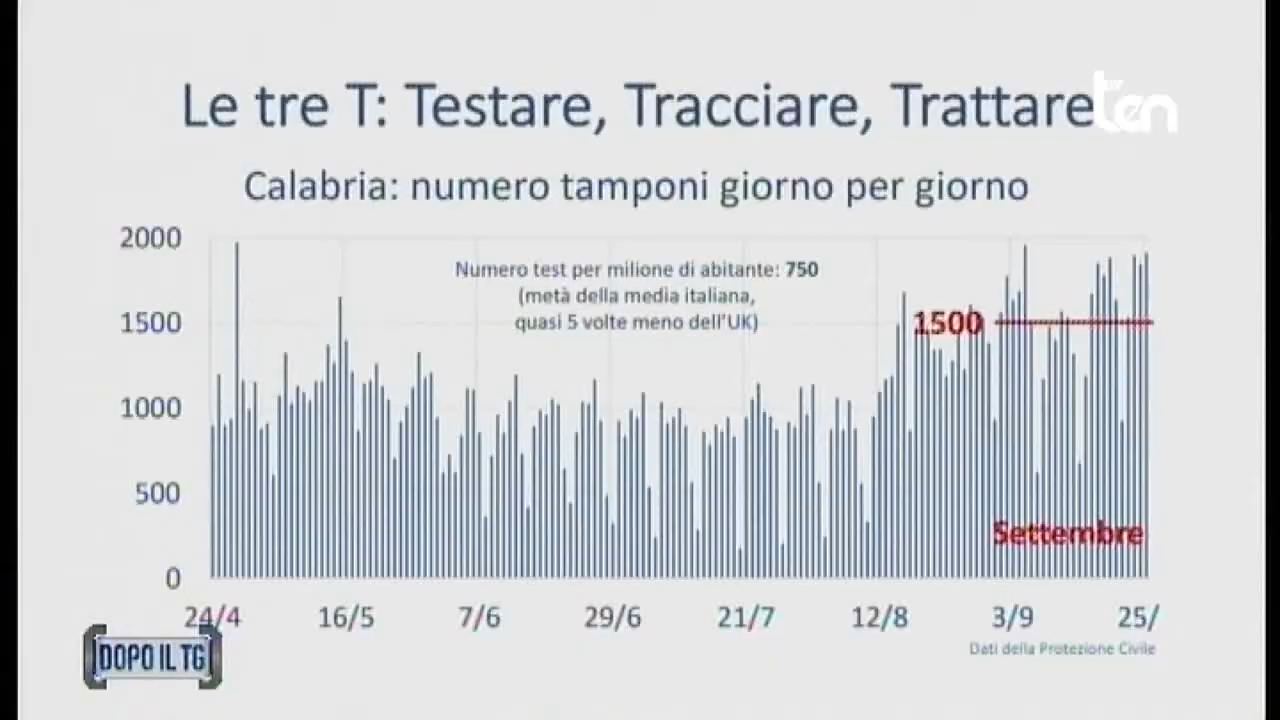 Le tre T: Testare, Tracciare, Trattare
ten
Calabria: numero tamponi giorno per giorno
2000
1500
1000
500
0
Numero test per milione di abitante: 750
(metà della media italiana,
quasi 5 volte meno dell'UK)
1500
Settembre
24/4 16/5 7/6 29/6 21/7 12/8 3/9 25/
Dati della Protezione Civile
DOPO IL TG